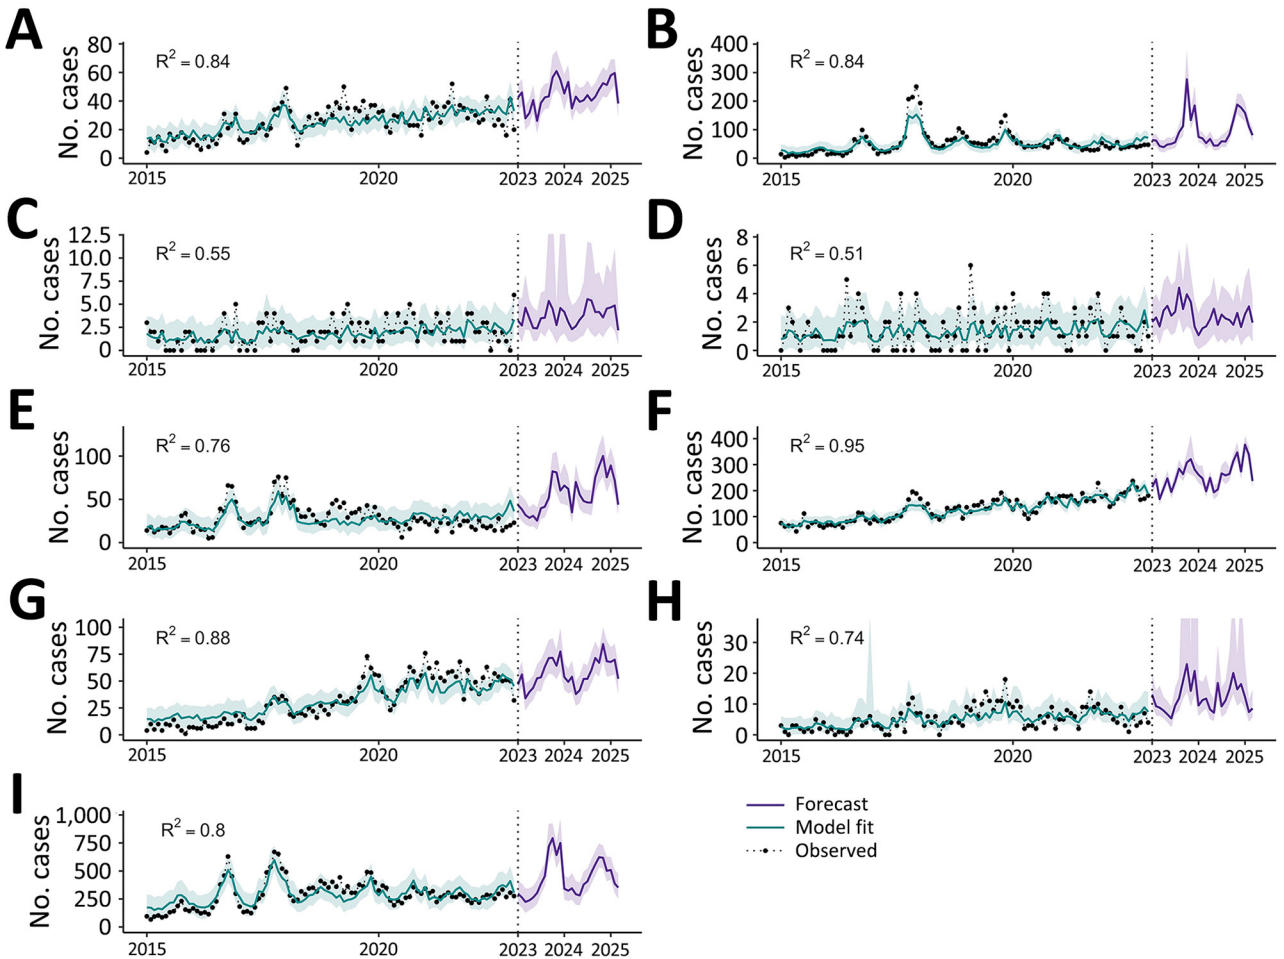 A
No. cases
80
60
40
20
0
R² = 0.84
2015
2020
2023
2024
2025
B
No. cases
400
300
200
100
0
R² = 0.84
2015
2020
2023
2024
2025
C
No. cases
12.5
10.0
7.5
5.0
2.5
0
R² = 0.55
2015
2020
2023
2024
2025
D
No. cases
8
6
4
2
0
R² = 0.51
2015
2020
2023
2024
2025
E
No. cases
100
50
0
R² = 0.76
2015
2020
2023
2024
2025
F
No. cases
400
300
200
100
0
R² = 0.95
2015
2020
2023
2024
2025
G
No. cases
100
75
50
25
0
R² = 0.88
2015
2020
2023
2024
2025
H
No. cases
30
20
10
0
R² = 0.74
2015
2020
2023
2024
2025
I
No. cases
1,000
750
500
250
0
R² = 0.8
2015
2020
2023
2024
2025
Forecast
Model fit
Observed